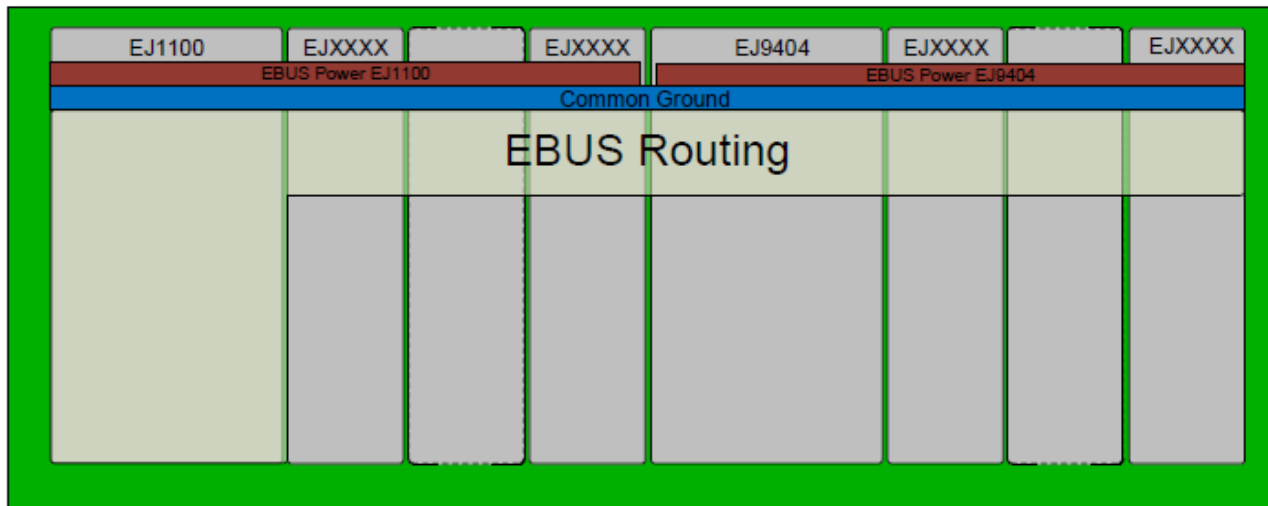 EJ1100 EJXXXX EJXXXX EJ9404 EJXXXX EJXXXX
EBUS Power EJ1100 EBUS Power EJ9404
Common Ground
EBUS Routing